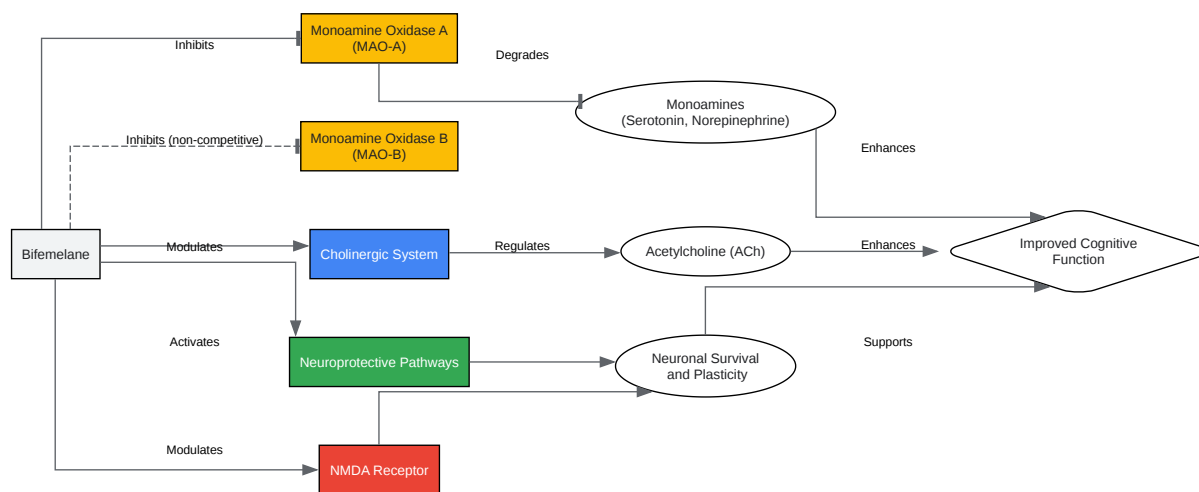 Monoamine Oxidase A
(MAO-A)
Inhibits
Degrades
Monoamines
(Serotonin, Norepinephrine)
Monoamine Oxidase B
(MAO-B)
Inhibits (non-competitive)
Enhances
Bifemelane
Modulates
Cholinergic System
Regulates
Acetylcholine (ACh)
Enhances
Improved Cognitive
Function
Activates
Neuroprotective Pathways
Neuronal Survival
and Plasticity
Supports
Modulates
NMDA Receptor